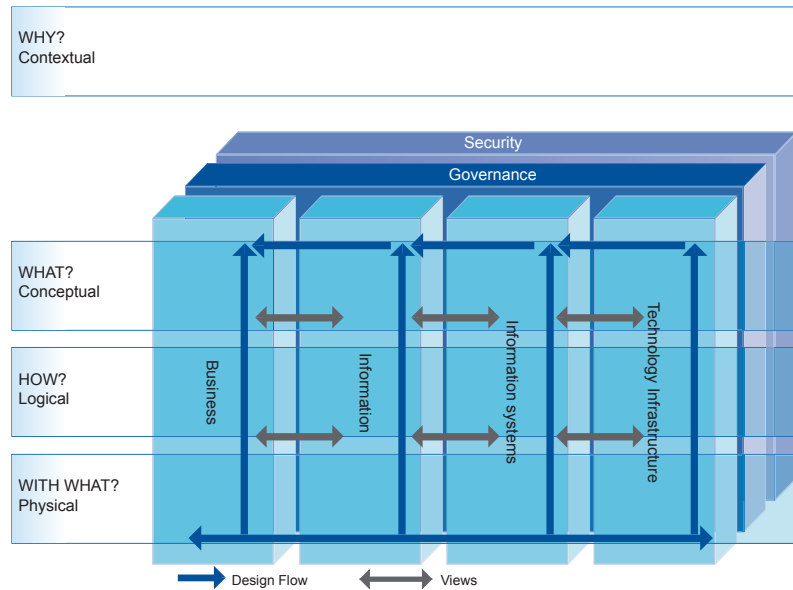 WHY?
Contextual
Security
Governance
WHAT?
Conceptual
HOW?
Logical
WITH WHAT?
Physical
Business
Information
Information systems
Technology Infrastructure
Design Flow
Views